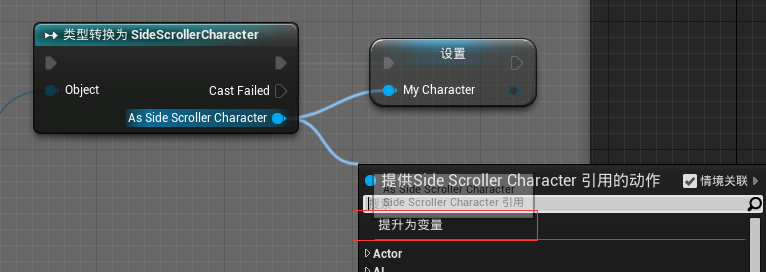 类型转换为 SideScrollerCharacter
Object
Cast Failed
As Side Scroller Character
设置
My Character
提供Side Scroller Character 引用的动作
情境关联
As Side Scroller Character
Side Scroller Character 引用
提升为变量
Actor
AI